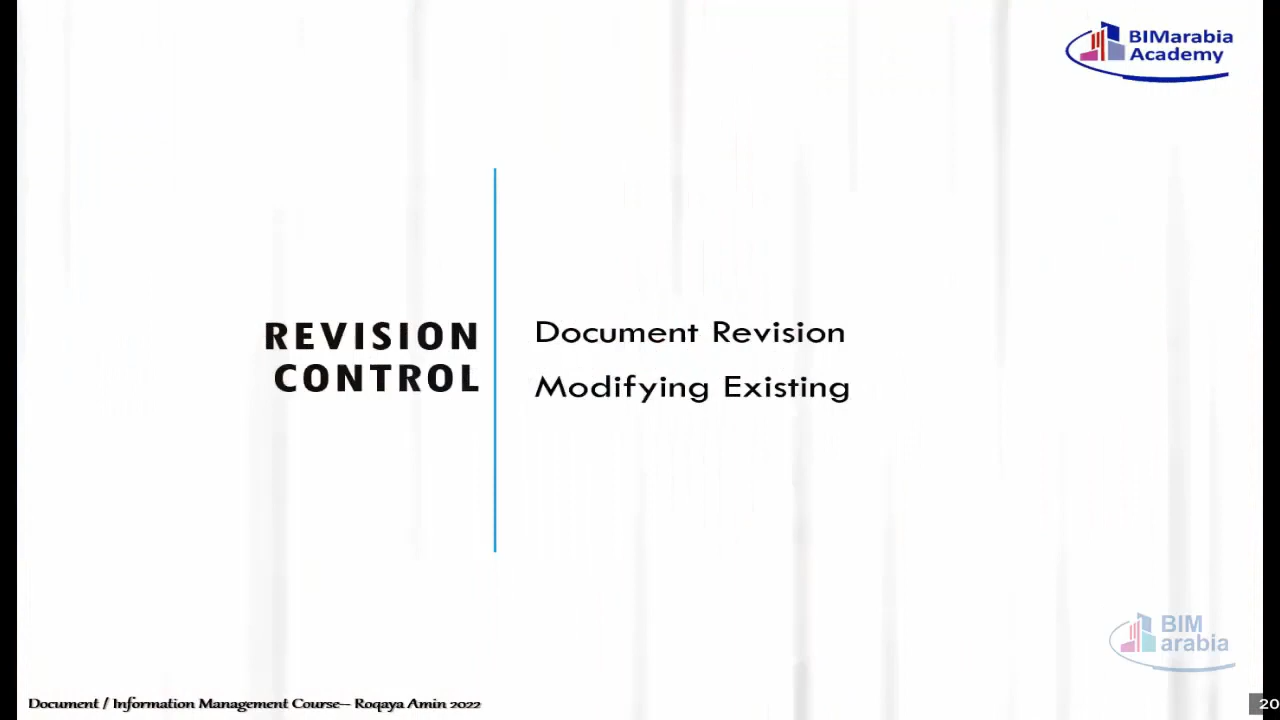 BIMarabia
Academy
REVISION
CONTROL
Document Revision
Modifying Existing
BIM
arabia
Document / Information Management Course-- Roqaya Amin 2022
20